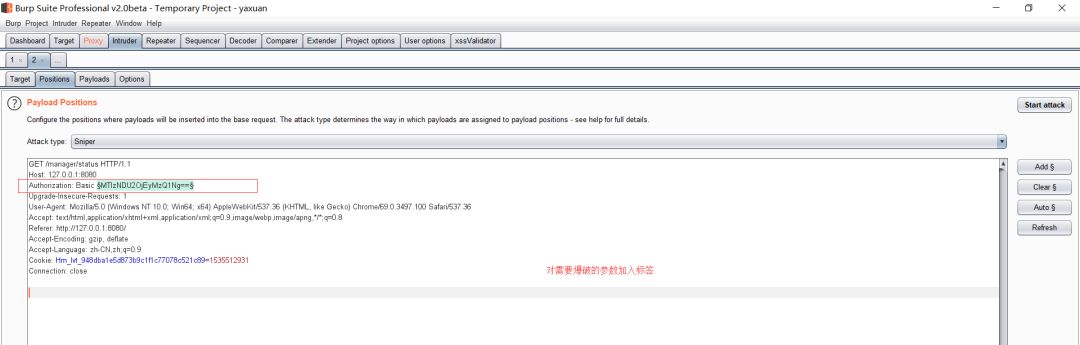 Burp Suite Professional v2.0beta - Temporary Project - yaxuan
Burp Project Intruder Repeater Window Help
Dashboard Target Proxy Intruder Repeater Sequencer Decoder Comparer Extender Project options User options xssValidator
1 × 2 × ...
Target Positions Payloads Options
? Payload Positions
Start attack
Configure the positions where payloads will be inserted into the base request. The attack type determines the way in which payloads are assigned to payload positions - see help for full details.
Attack type: Sniper
GET /manager/status HTTP/1.1
Add §
Host: 127.0.0.1:8080
Authorization: Basic §MTIzNDU2OjEyMzQ1Ng==§
Clear §
Upgrade-Insecure-Requests: 1
User-Agent: Mozilla/5.0 (Windows NT 10.0; Win64; x64) AppleWebKit/537.36 (KHTML, like Gecko) Chrome/69.0.3497.100 Safari/537.36
Auto §
Accept: text/html,application/xhtml+xml,application/xml;q=0.9,image/webp,image/apng,*/*;q=0.8
Referer: http://127.0.0.1:8080/
Refresh
Accept-Encoding: gzip, deflate
Accept-Language: zh-CN,zh;q=0.9
Cookie: Hm_lvt_948dba1e5d873b9c1f1c77078c521c89=1535512931
Connection: close
对需要爆破的参数加入标签